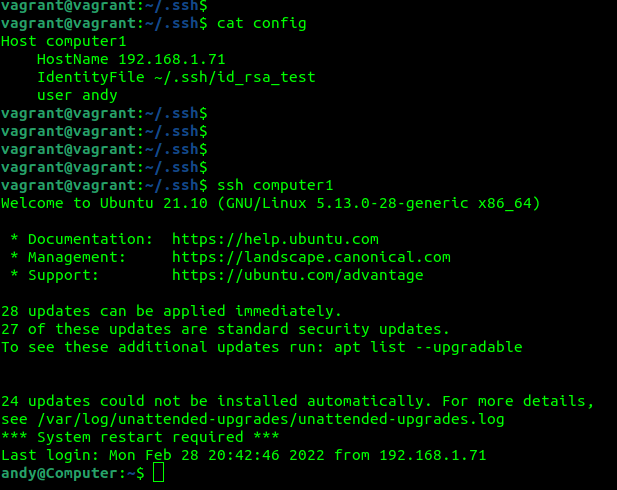 vagrant@vagrant:~/.ssh$
vagrant@vagrant:~/.ssh$ cat config
Host computer1
    HostName 192.168.1.71
    IdentityFile ~/.ssh/id_rsa_test
    user andy
vagrant@vagrant:~/.ssh$
vagrant@vagrant:~/.ssh$
vagrant@vagrant:~/.ssh$
vagrant@vagrant:~/.ssh$
vagrant@vagrant:~/.ssh$ ssh computer1
Welcome to Ubuntu 21.10 (GNU/Linux 5.13.0-28-generic x86_64)

 * Documentation:  https://help.ubuntu.com
 * Management:     https://landscape.canonical.com
 * Support:        https://ubuntu.com/advantage

28 updates can be applied immediately.
27 of these updates are standard security updates.
To see these additional updates run: apt list --upgradable


24 updates could not be installed automatically. For more details,
see /var/log/unattended-upgrades/unattended-upgrades.log
*** System restart required ***
Last login: Mon Feb 28 20:42:46 2022 from 192.168.1.71
andy@Computer:~$